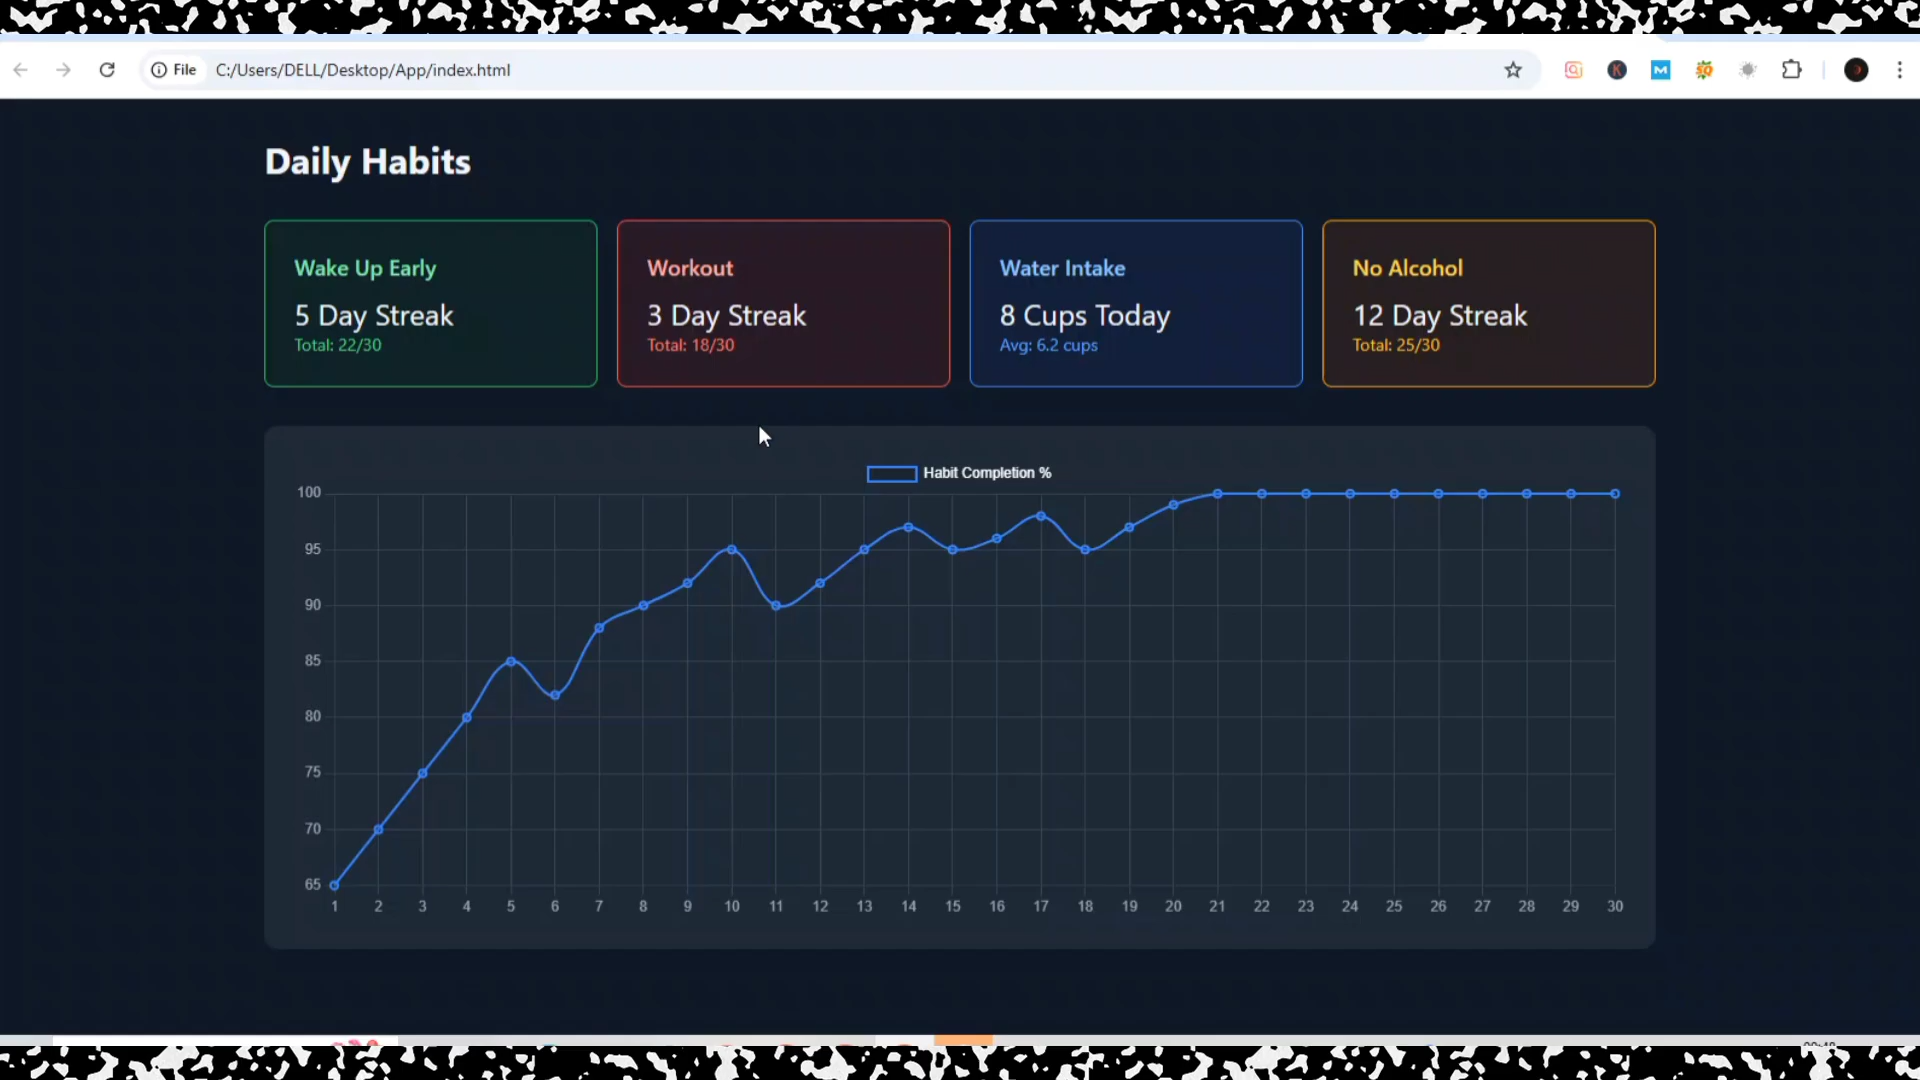 File C:/Users/DELL/Desktop/App/index.html
Daily Habits
Wake Up Early
5 Day Streak
Total: 22/30
Workout
3 Day Streak
Total: 18/30
Water Intake
8 Cups Today
Avg: 6.2 cups
No Alcohol
12 Day Streak
Total: 25/30
Habit Completion %
100
95
90
85
80
75
70
65
1 2 3 4 5 6 7 8 9 10 11 12 13 14 15 16 17 18 19 20 21 22 23 24 25 26 27 28 29 30